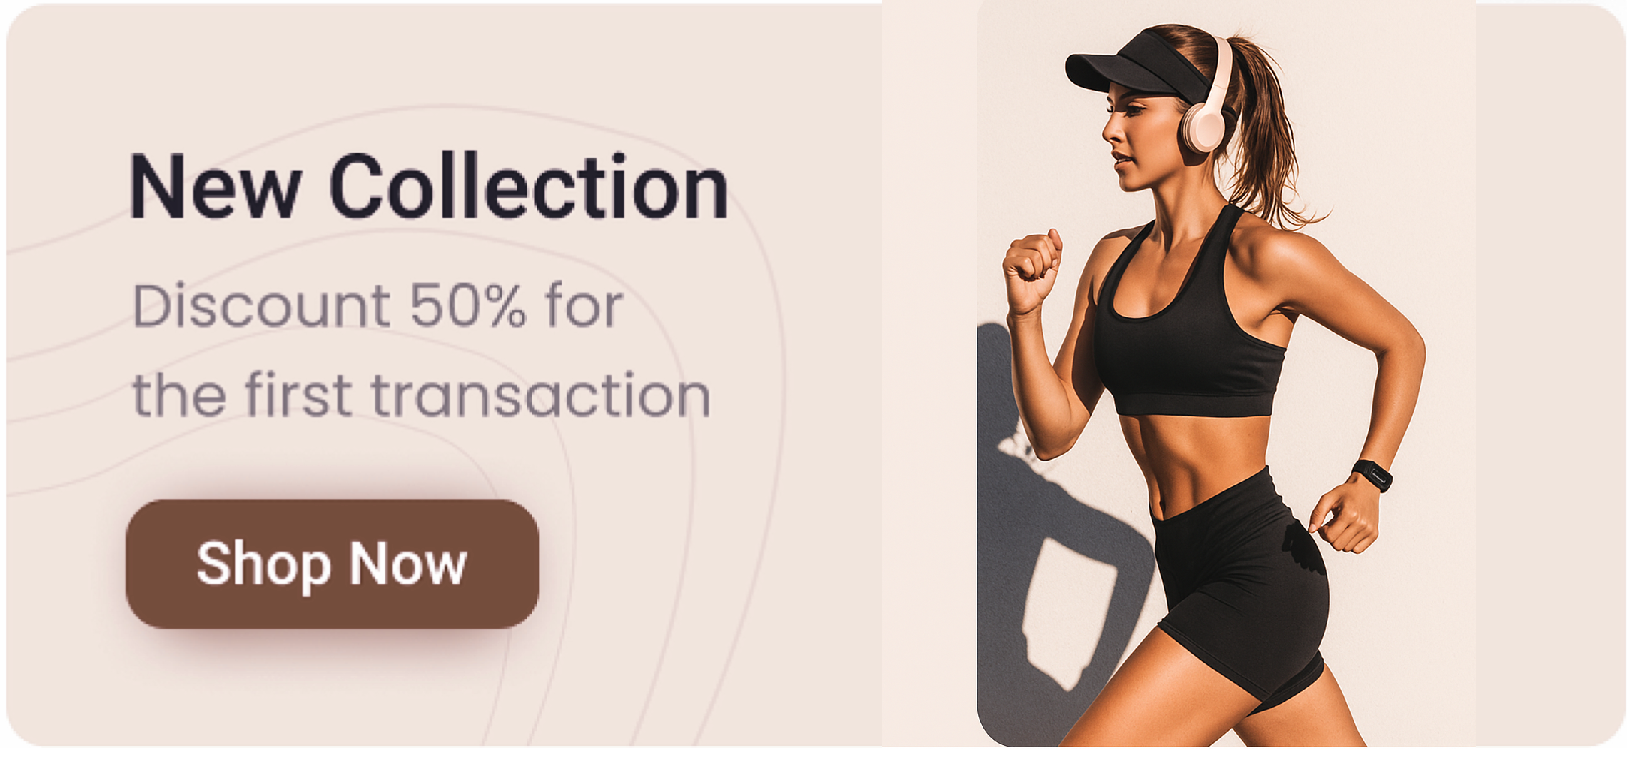 New Collection
Discount 50% for
the first transaction
Shop Now